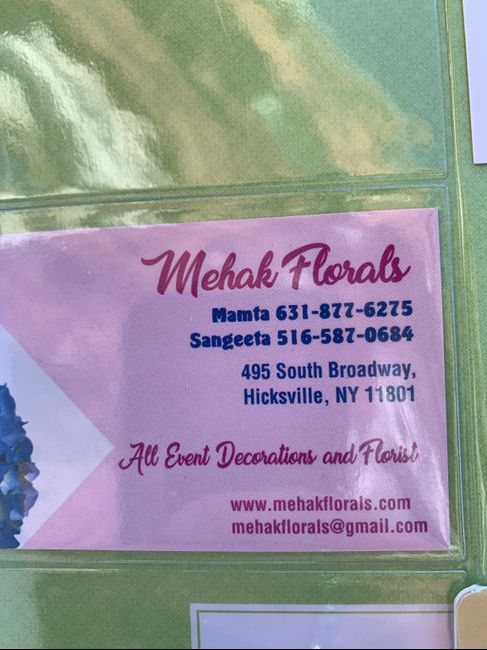 Mehak Florals
Mamta 631-877-6275
Sangeeta 516-587-0684
495 South Broadway,
Hicksville, NY 11801
All Event Decorations and Florist
www.mehakflorals.com
mehakflorals@gmail.com